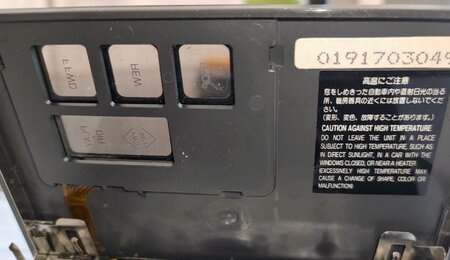 F FWD
REW
PLAY
DIR
0191703049
高温にご注意
窓をしめきった自動車内や直射日光の当る
所、暖房器具の近くには放置しないでくだ
さい。
(変形、変色、故障することがあります。)
CAUTION AGAINST HIGH TEMPERATURE
DO NOT LEAVE THE UNIT IN A PLACE
SUBJECT TO HIGH TEMPERATURE, SUCH AS
IN DIRECT SUNLIGHT, IN A CAR WITH THE
WINDOWS CLOSED, OR NEAR A HEATER
(EXCESSIVELY HIGH TEMPERATURE MAY
CAUSE A CHANGE OF SHAPE, COLOR OR
MALFUNCTION)